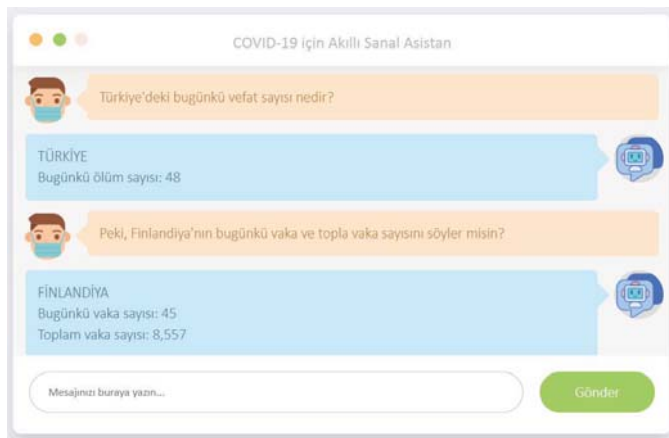 COVID-19 için Akıllı Sanal Asistan
Türkiye'deki bugünkü vefat sayısı nedir?
TÜRKİYE
Bugünkü ölüm sayısı: 48
Peki, Finlandiya'nın bugünkü vaka ve topla vaka sayısını söyler misin?
FİNLANDİYA
Bugünkü vaka sayısı: 45
Toplam vaka sayısı: 8,557
Mesajınızı buraya yazın...
Gönder